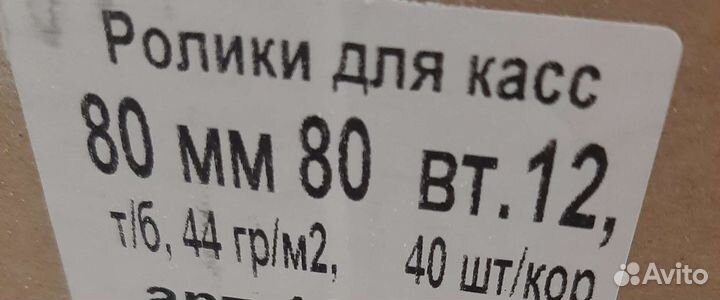 Ролики для касс
80 мм 80 вт.12,
т/б, 44 гр/м2, 40 шт/кор
Avito